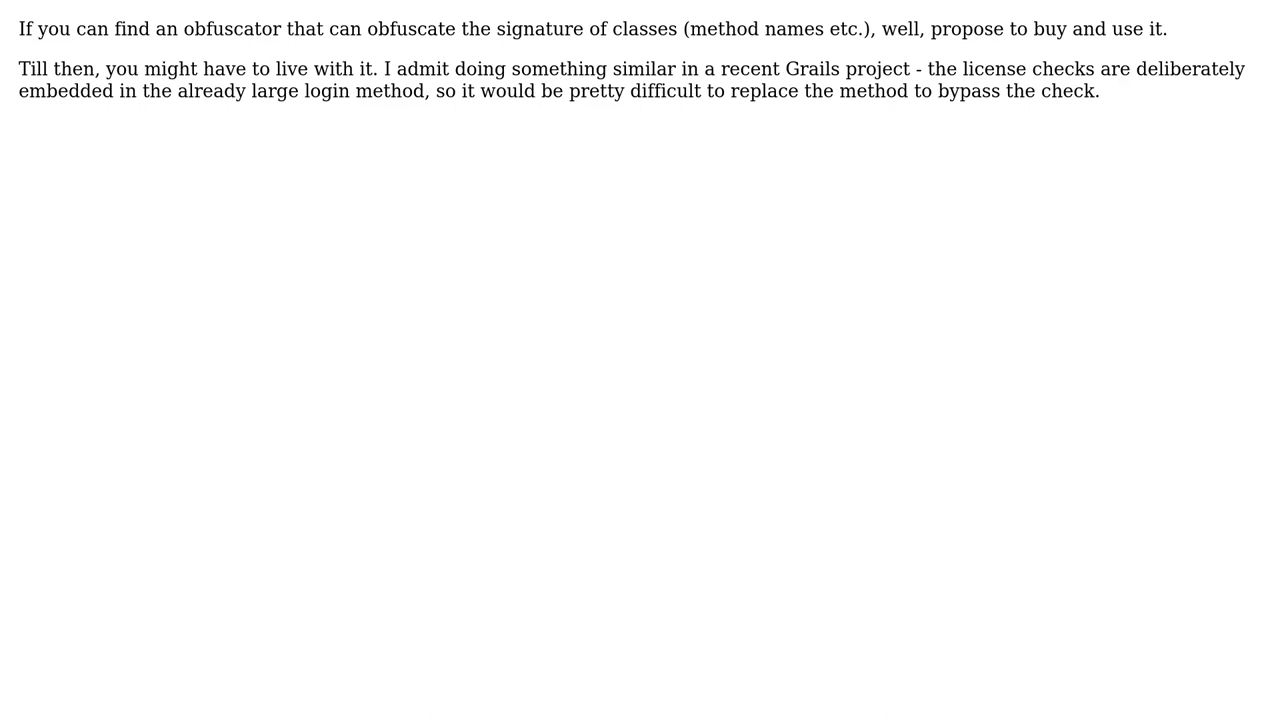 If you can find an obfuscator that can obfuscate the signature of classes (method names etc.), well, propose to buy and use it.
Till then, you might have to live with it. I admit doing something similar in a recent Grails project - the license checks are deliberately
embedded in the already large login method, so it would be pretty difficult to replace the method to bypass the check.